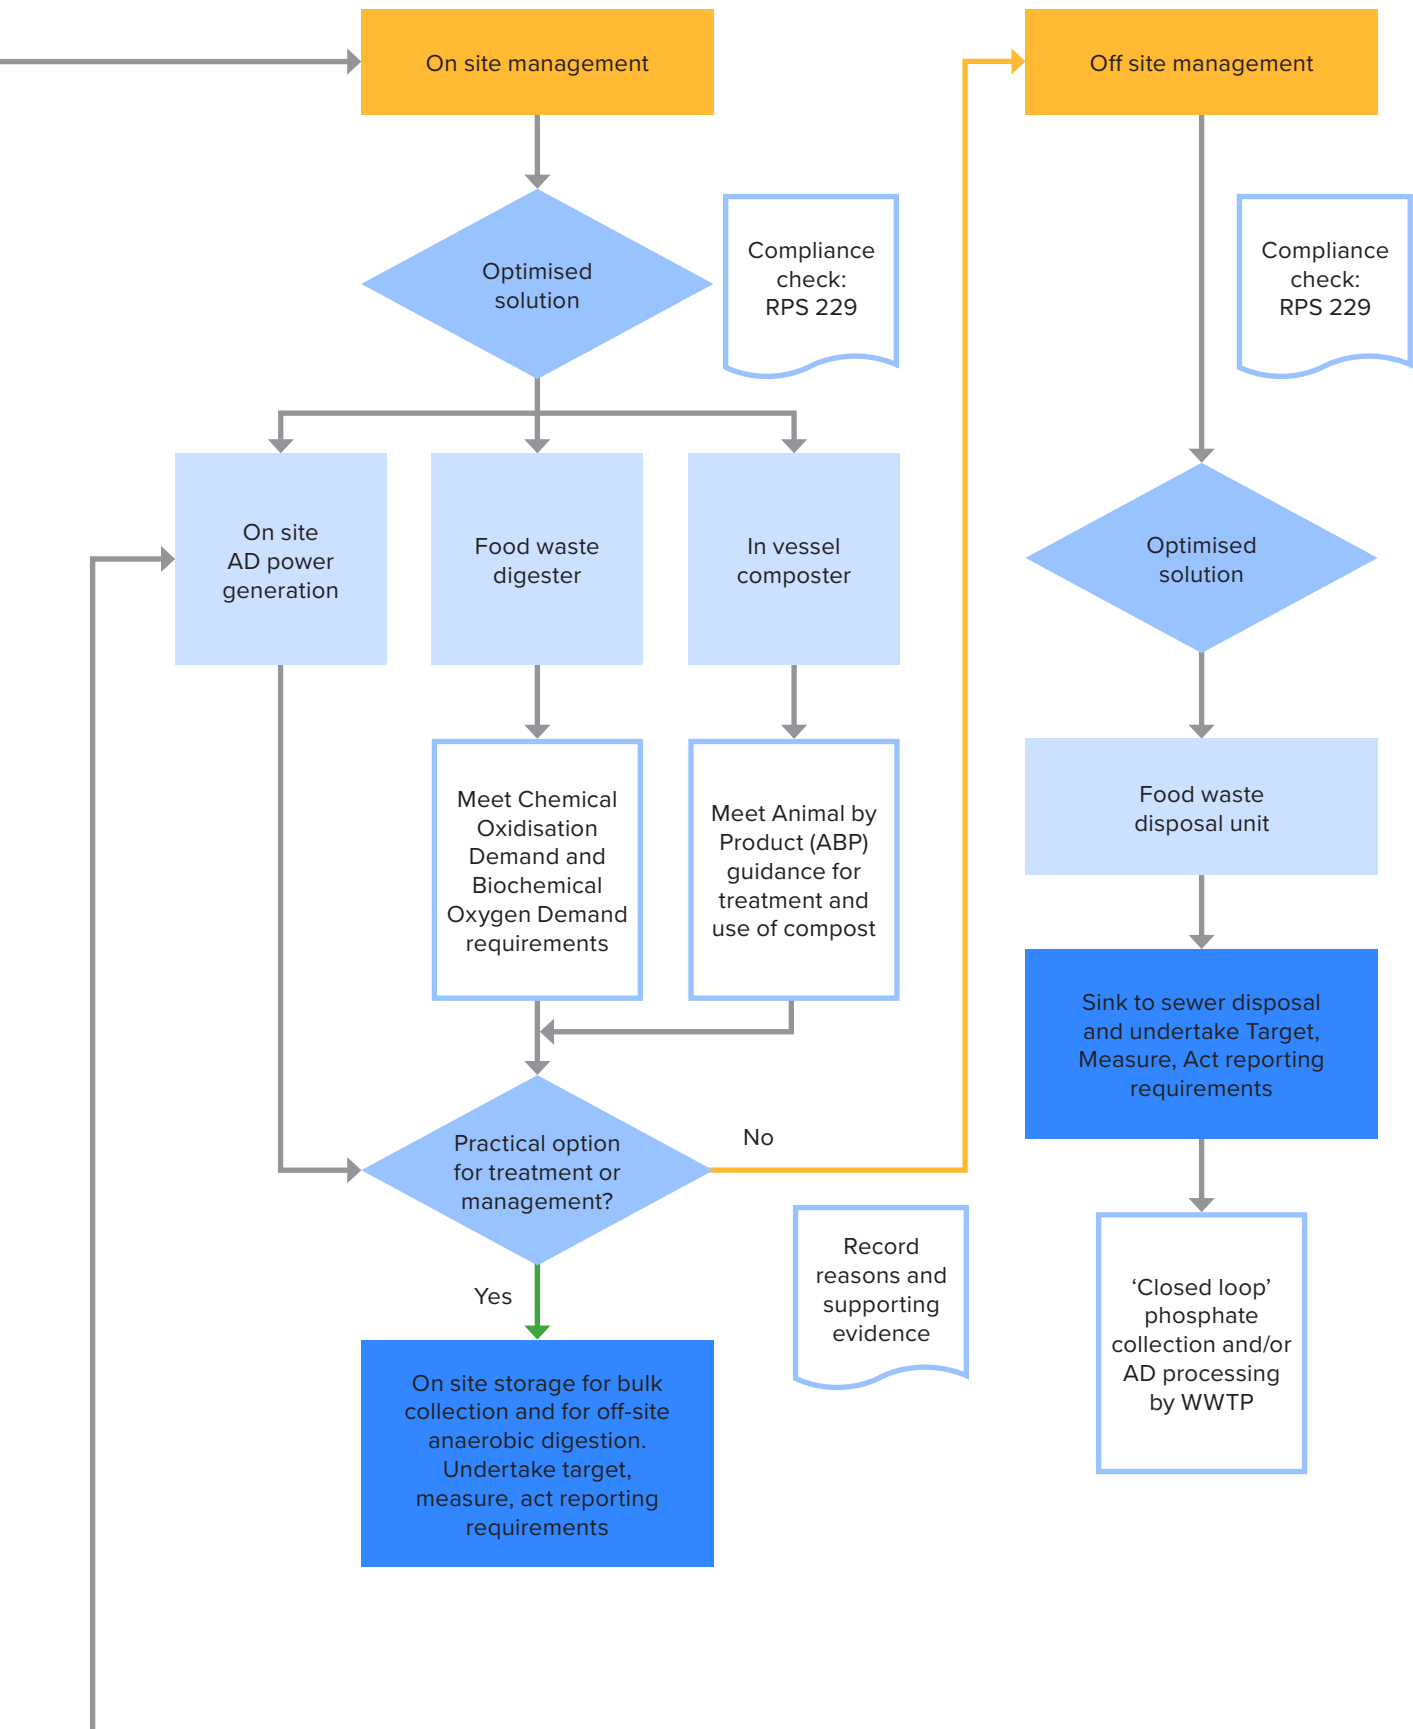 On site management
Off site management
Optimised
solution
Compliance
check:
RPS 229
Compliance
check:
RPS 229
On site
AD power
generation
Food waste
digester
In vessel
composter
Optimised
solution
Meet Chemical
Oxidisation
Demand and
Biochemical
Oxygen Demand
requirements
Meet Animal by
Product (ABP)
guidance for
treatment and
use of compost
Food waste
disposal unit
Sink to sewer disposal
and undertake Target,
Measure, Act reporting
requirements
Practical option
for treatment or
management?
No
Yes
Record
reasons and
supporting
evidence
‘Closed loop’
phosphate
collection and/or
AD processing
by WWTP
On site storage for bulk
collection and for off-site
anaerobic digestion.
Undertake target,
measure, act reporting
requirements